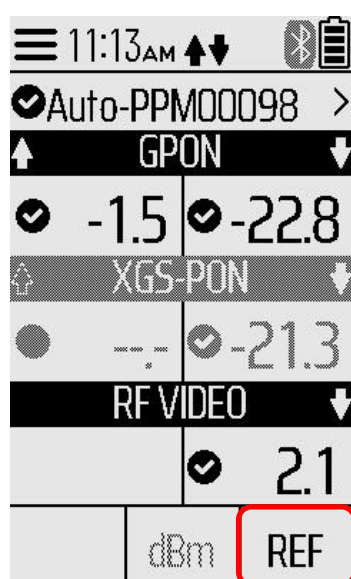 11:13AM
Auto-PPM00098 >
GPON
-1.5 -22.8
XGS-PON
--.- -21.3
RF VIDEO
2.1
dBm REF